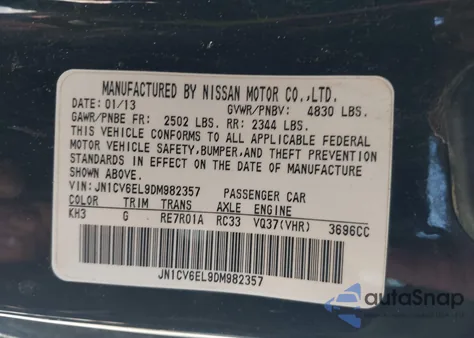 MANUFACTURED BY NISSAN MOTOR CO.,LTD.
DATE: 01/13 GVWR/PNBV: 4830 LBS.
GAWR/PNBE FR: 2502 LBS. RR: 2344 LBS.
THIS VEHICLE CONFORMS TO ALL APPLICABLE FEDERAL
MOTOR VEHICLE SAFETY, BUMPER, AND THEFT PREVENTION
STANDARDS IN EFFECT ON THE DATE OF MANUFACTURE
SHOWN ABOVE.
VIN: JN1CV6EL9DM982357 PASSENGER CAR
COLOR TRIM TRANS AXLE ENGINE
KH3 G RE7R01A RC33 VQ37(VHR) 3696CC
JN1CV6EL9DM982357
autoSnap